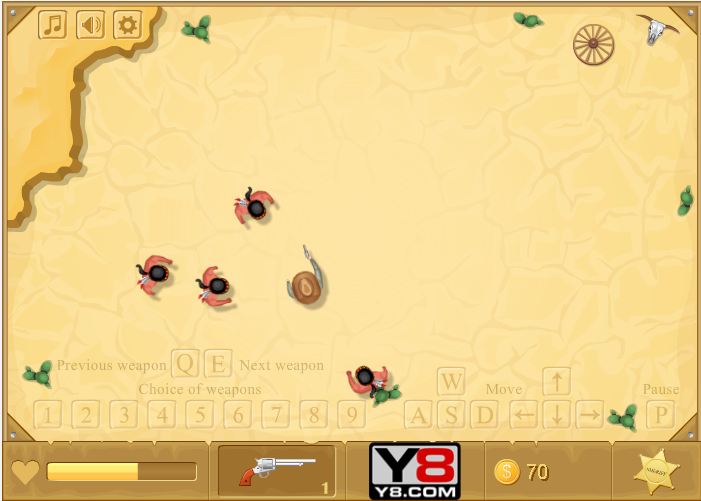 Previous weapon Q E Next weapon
Choice of weapons
W
Move
↑
Pause
1 2 3 4 5 6 7 8 9
A S D ← ↓ → P
1
Y8
Y8.COM
$ 70
SHERIFF